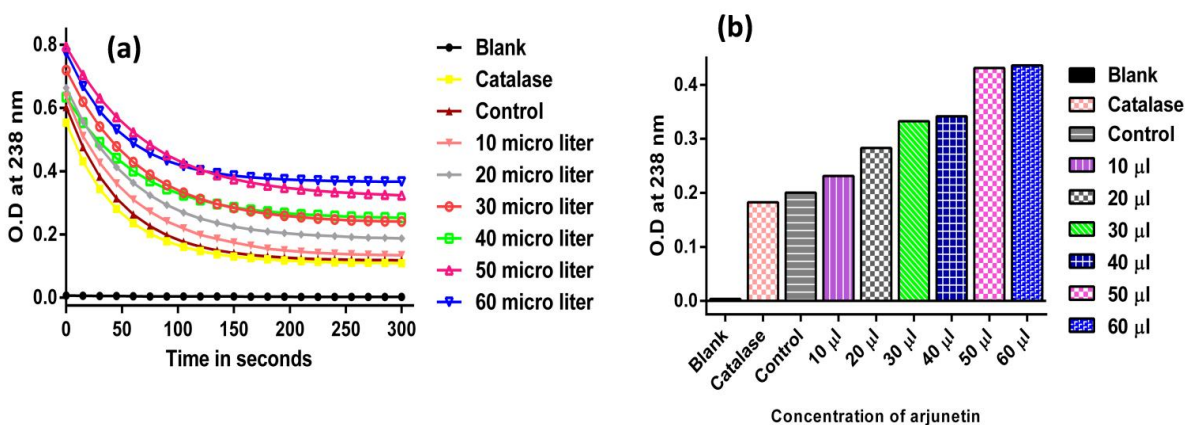 (a)
O.D at 238 nm
0.8
0.6
0.4
0.2
0.0
0 50 100 150 200 250 300
Time in seconds
Blank
Catalase
Control
10 micro liter
20 micro liter
30 micro liter
40 micro liter
50 micro liter
60 micro liter
(b)
O.D at 238 nm
0.4
0.3
0.2
0.1
0.0
Blank Catalase Control 10 µl 20 µl 30 µl 40 µl 50 µl 60 µl
Concentration of arjunetin
Blank
Catalase
Control
10 µl
20 µl
30 µl
40 µl
50 µl
60 µl